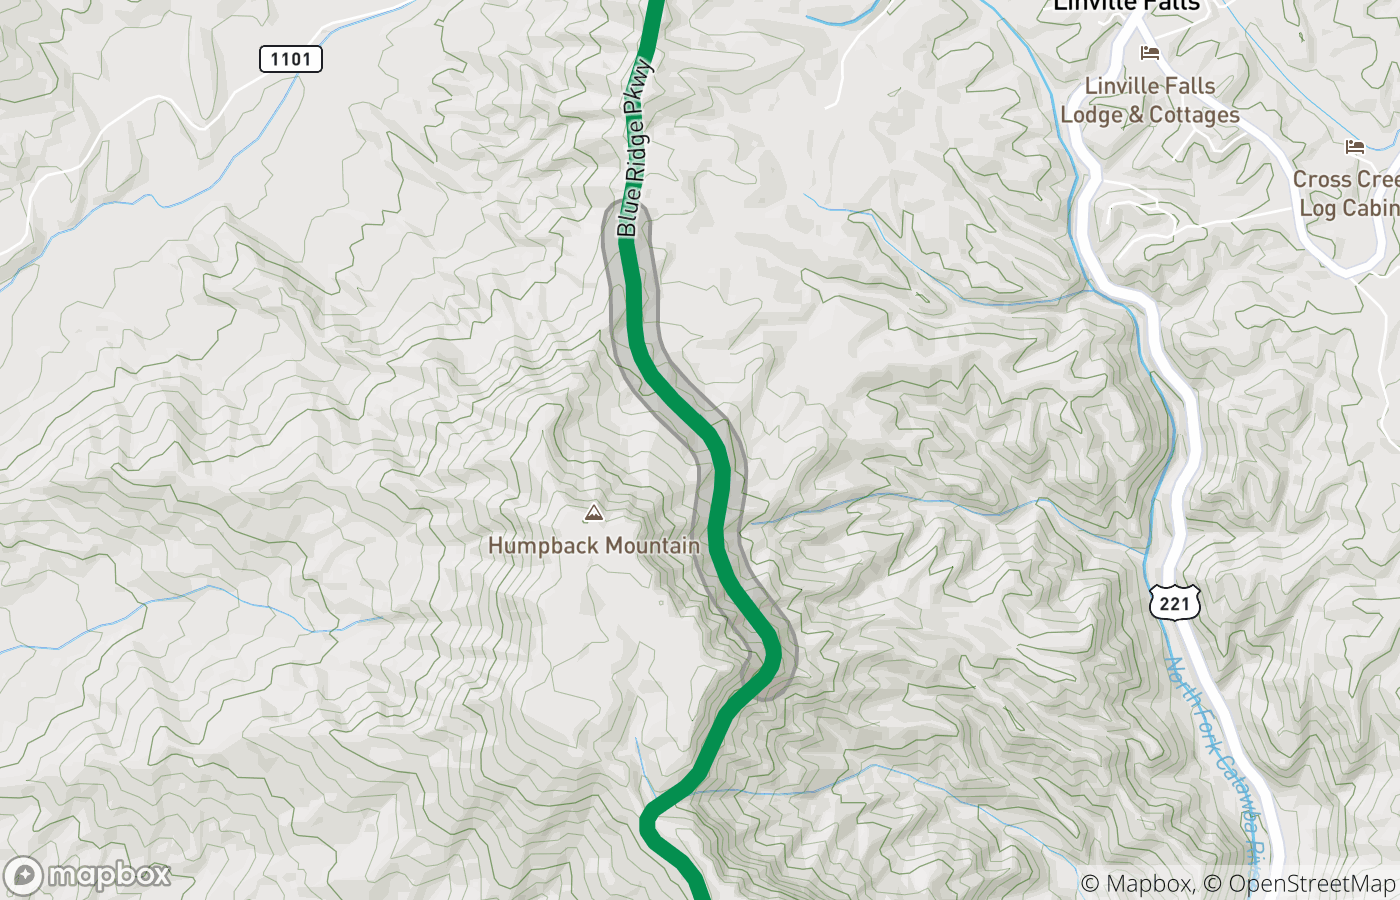 Linville Falls
1101
Linville Falls
Lodge & Cottages
Blue Ridge Pkwy
Cross Cree
Log Cabin
Humpback Mountain
221
North Fork Catawba Riv
mapbox
© Mapbox, © OpenStreetMap